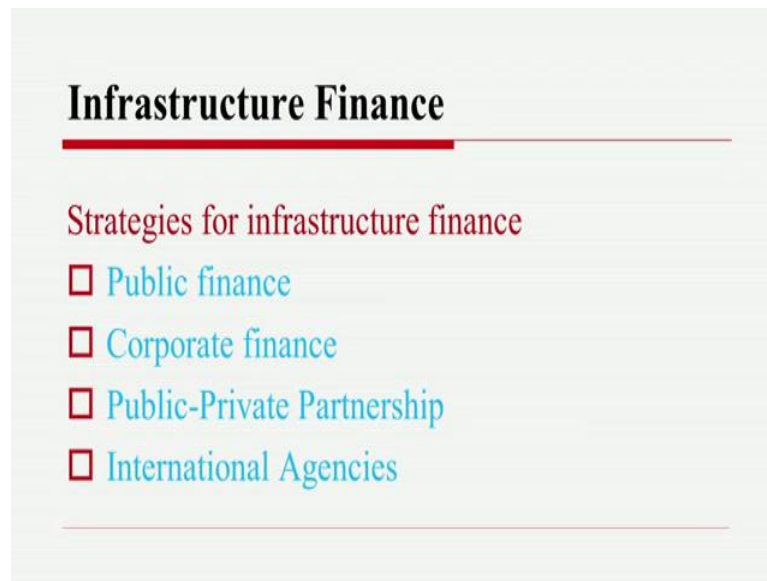 Infrastructure Finance
Strategies for infrastructure finance
Public finance
Corporate finance
Public-Private Partnership
International Agencies